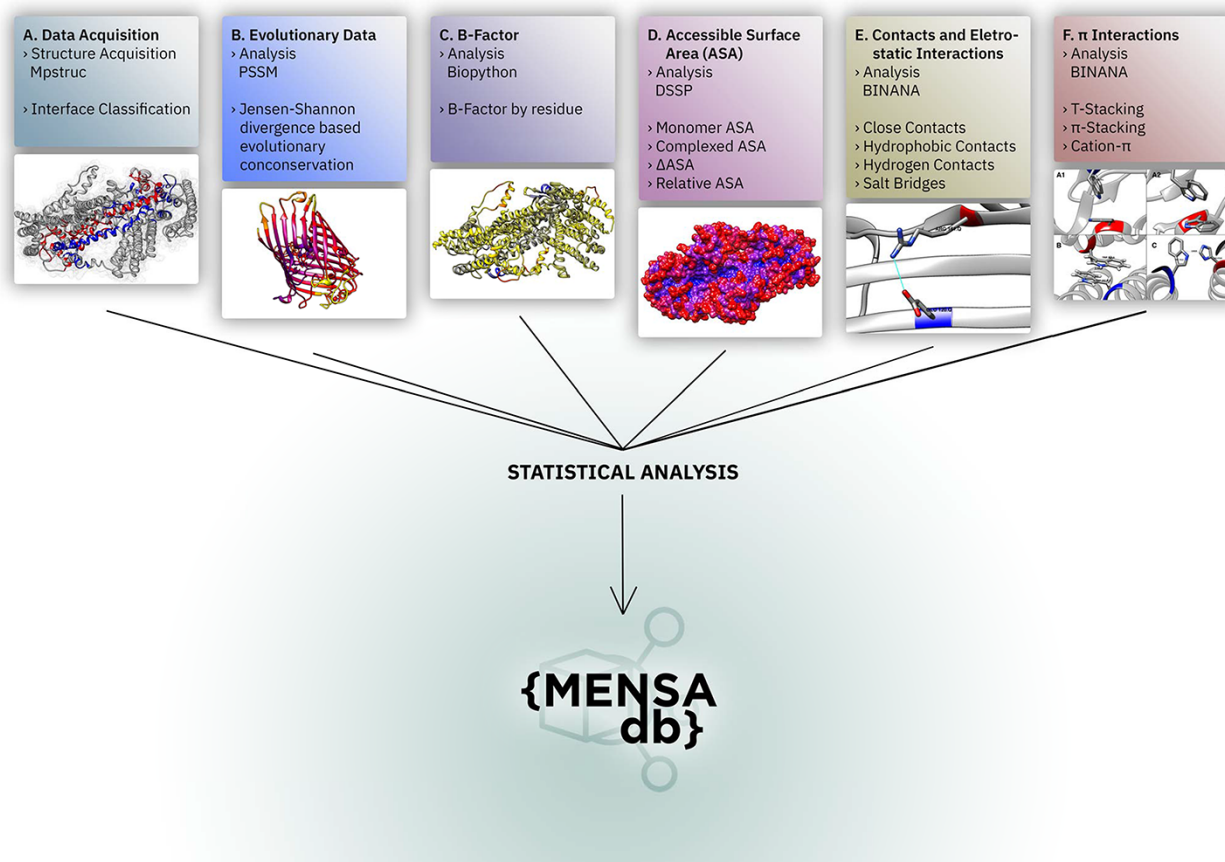 A. Data Acquisition
› Structure Acquisition
Mpstruc
› Interface Classification
B. Evolutionary Data
› Analysis
PSSM
› Jensen-Shannon
divergence based
evolutionary
conconservation
C. B-Factor
› Analysis
Biopython
› B-Factor by residue
D. Accessible Surface
Area (ASA)
› Analysis
DSSP
› Monomer ASA
› Complexed ASA
› ΔASA
› Relative ASA
E. Contacts and Eletro-
static Interactions
› Analysis
BINANA
› Close Contacts
› Hydrophobic Contacts
› Hydrogen Contacts
› Salt Bridges
F. π Interactions
› Analysis
BINANA
› T-Stacking
› π-Stacking
› Cation-π
A1
A2
B
C
STATISTICAL ANALYSIS
{MENSA
db}